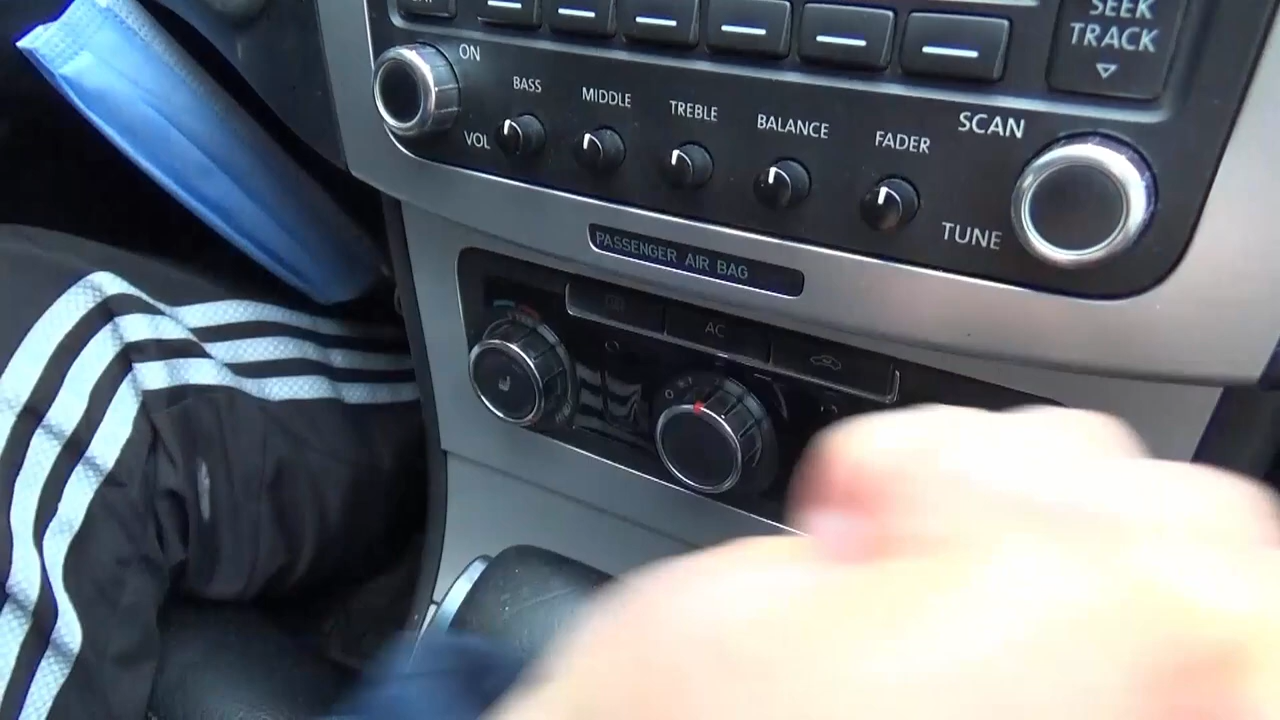 SEEK
TRACK
ON
VOL
BASS
MIDDLE
TREBLE
BALANCE
FADER
SCAN
TUNE
PASSENGER AIR BAG
AC